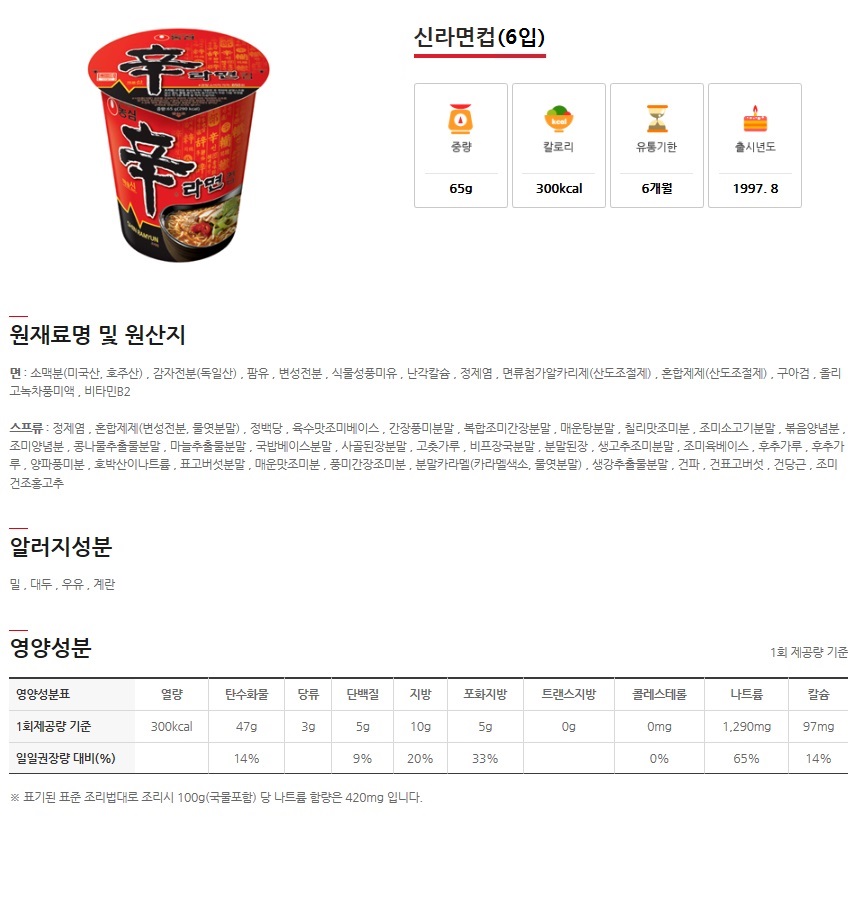 농심
辛라면컵
농심
辛라면
SHIN RAMYUN
신라면컵(6입)
중량
칼로리
유통기한
출시년도
65g
300kcal
6개월
1997. 8
원재료명 및 원산지
면 : 소맥분(미국산, 호주산) , 감자전분(독일산) , 팜유 , 변성전분 , 식물성풍미유 , 난각칼슘 , 정제염 , 면류첨가알카리제(산도조절제) , 혼합제제(산도조절제) , 구아검 , 올리
고녹차풍미액 , 비타민B2
스프류 : 정제염 , 혼합제제(변성전분, 물엿분말) , 정백당 , 육수맛조미베이스 , 간장풍미분말 , 복합조미간장분말 , 매운탕분말 , 칠리맛조미분 , 조미소고기분말 , 볶음양념분 ,
조미양념분 , 콩나물추출물분말 , 마늘추출물분말 , 국밥베이스분말 , 사골된장분말 , 고춧가루 , 비프장국분말 , 분말된장 , 생고추조미분말 , 조미육베이스 , 후추가루 , 후추가
루 , 양파풍미분 , 호박산이나트륨 , 표고버섯분말 , 매운맛조미분 , 풍미간장조미분 , 분말카라멜(카라멜색소, 물엿분말) , 생강추출물분말 , 건파 , 건표고버섯 , 건당근 , 조미
건조홍고추
알러지성분
밀 , 대두 , 우유 , 계란
영양성분
1회 제공량 기준
영양성분표 열량 탄수화물 당류 단백질 지방 포화지방 트랜스지방 콜레스테롤 나트륨 칼슘
1회제공량 기준 300kcal 47g 3g 5g 10g 5g 0g 0mg 1,290mg 97mg
일일권장량 대비(%) 14% 9% 20% 33% 0% 65% 14%
※ 표기된 표준 조리법대로 조리시 100g(국물포함) 당 나트륨 함량은 420mg 입니다.